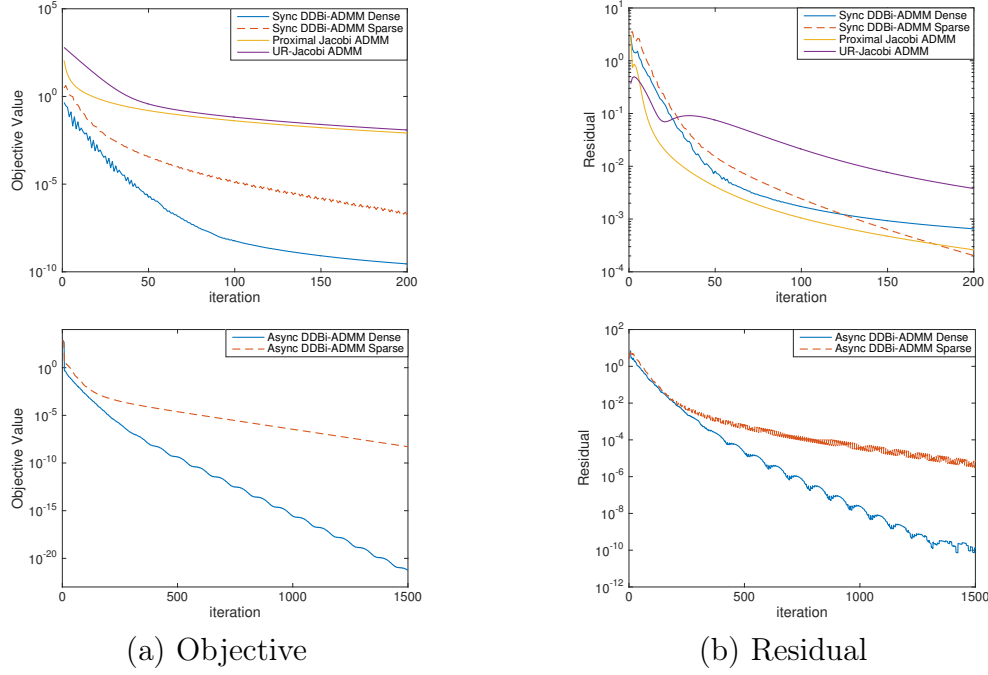 10^5
10^0
10^-5
10^-10
Objective Value
0 50 100 150 200
iteration
Sync DDBi-ADMM Dense
Sync DDBi-ADMM Sparse
Proximal Jacobi ADMM
UR-Jacobi ADMM
10^1
10^0
10^-1
10^-2
10^-3
10^-4
Residual
0 50 100 150 200
iteration
Sync DDBi-ADMM Dense
Sync DDBi-ADMM Sparse
Proximal Jacobi ADMM
UR-Jacobi ADMM
10^0
10^-5
10^-10
10^-15
10^-20
Objective Value
0 500 1000 1500
iteration
Async DDBi-ADMM Dense
Async DDBi-ADMM Sparse
10^2
10^0
10^-2
10^-4
10^-6
10^-8
10^-10
10^-12
Residual
0 500 1000 1500
iteration
Async DDBi-ADMM Dense
Async DDBi-ADMM Sparse
(a) Objective
(b) Residual